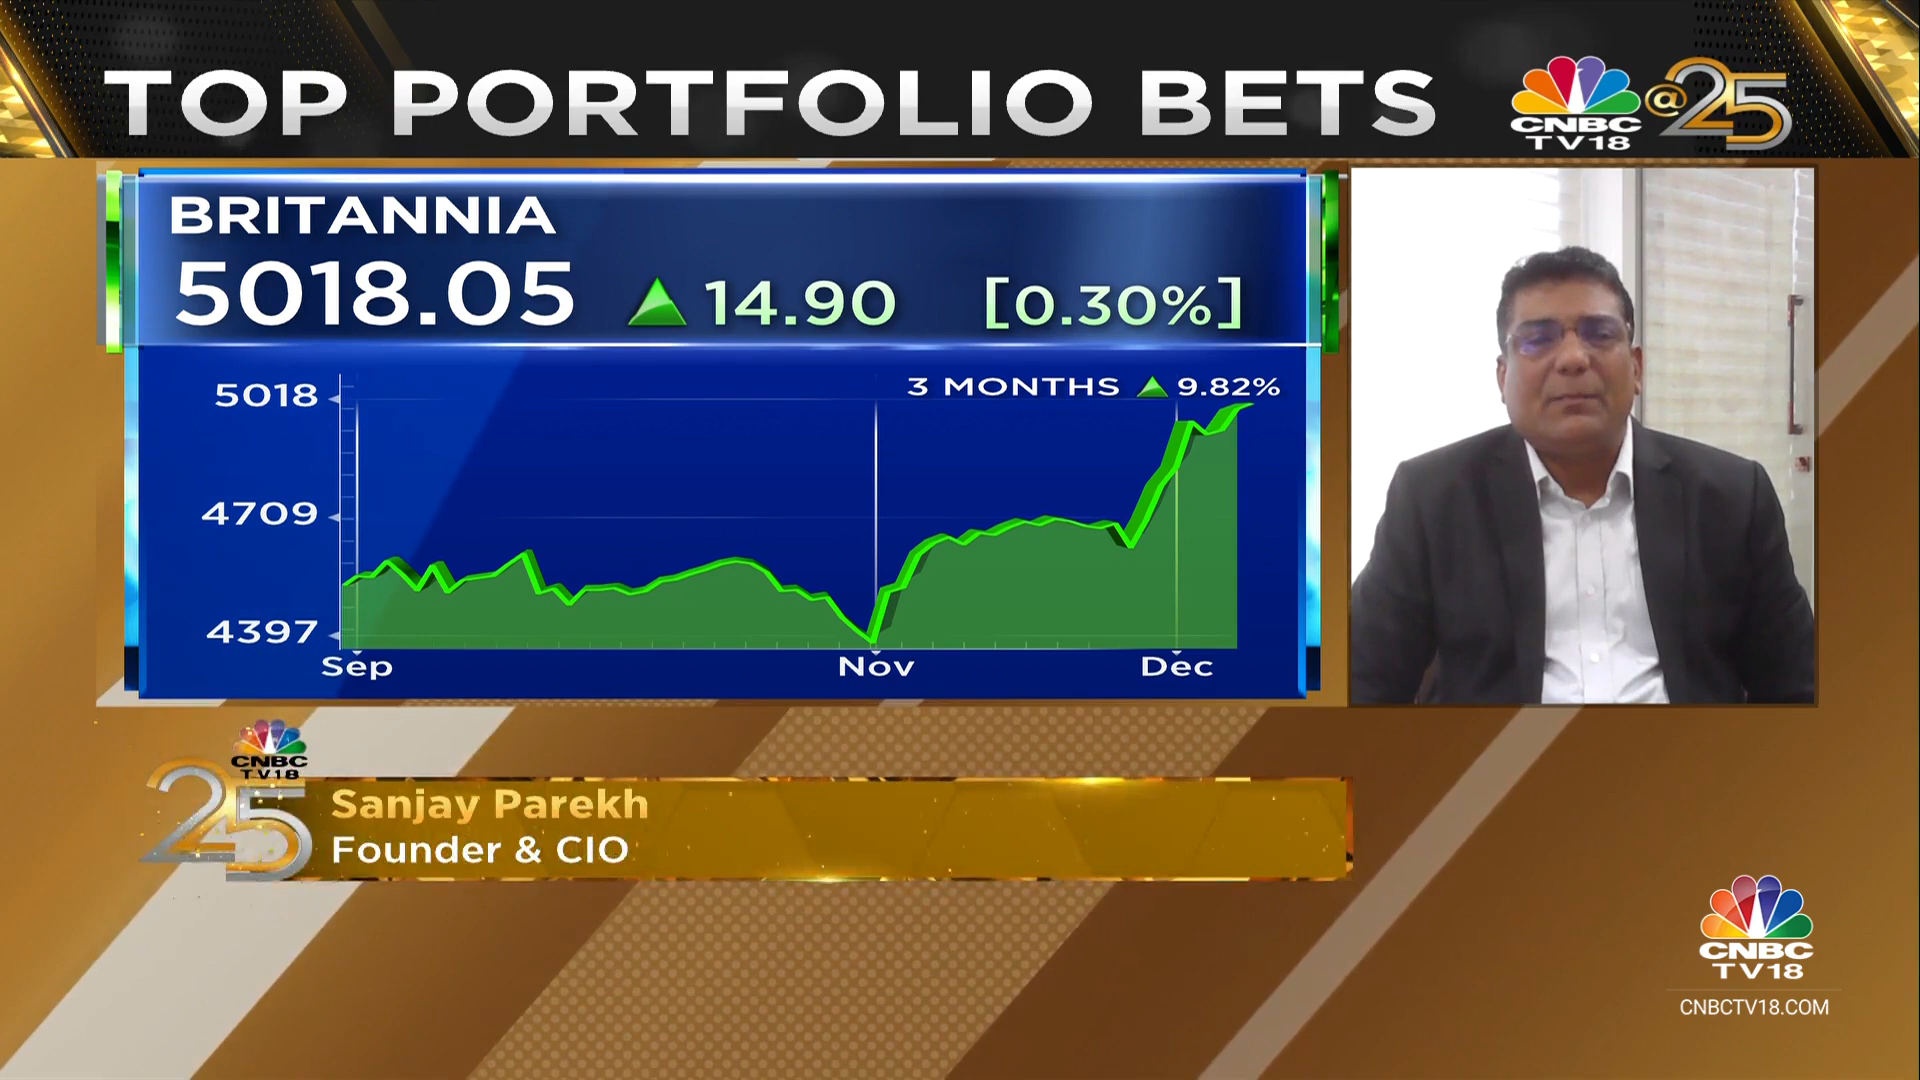 TOP PORTFOLIO BETS
CNBC
TV18
@25
BRITANNIA
5018.05 ▲ 14.90 [0.30%]
3 MONTHS ▲ 9.82%
5018
4709
4397
Sep Nov Dec
CNBC
TV18
25
Sanjay Parekh
Founder & CIO
CNBC
TV18
CNBCTV18.COM